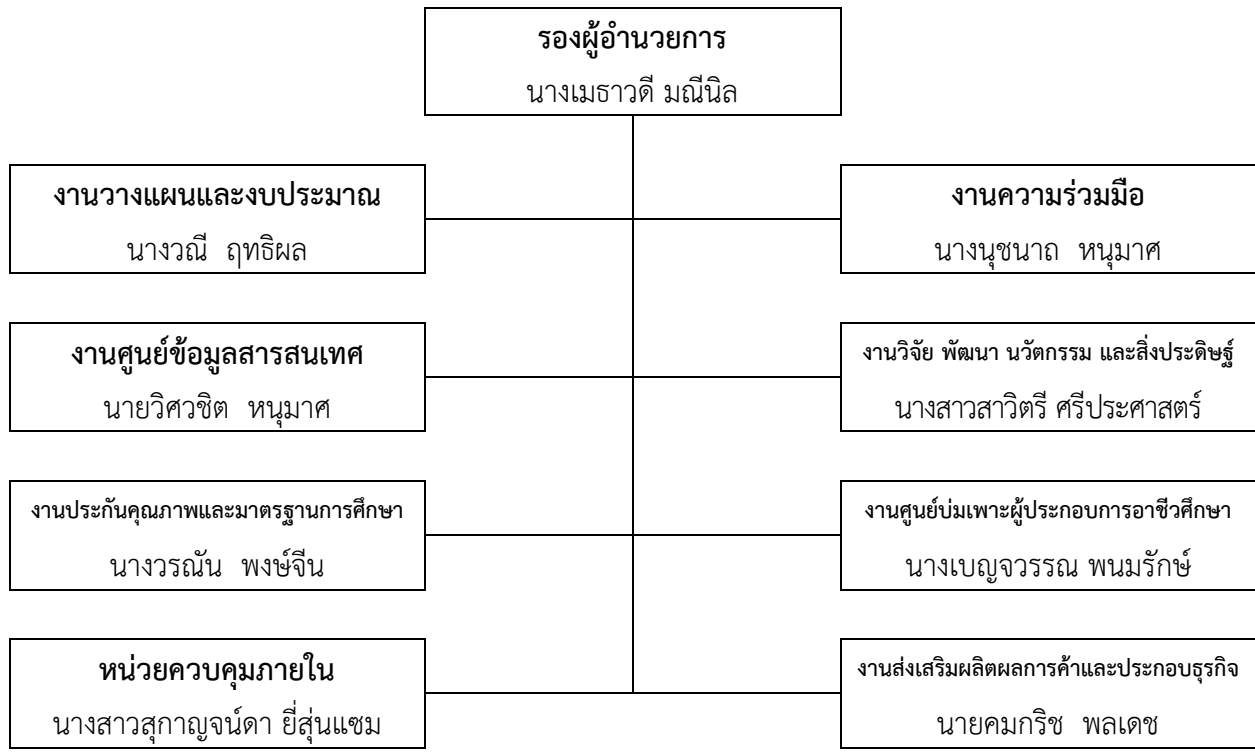 รองผู้อำนวยการ
นางเมธาวดี มณีนิล
งานวางแผนและงบประมาณ
นางวณี ฤทธิผล
งานความร่วมมือ
นางนุชนาถ หนุมาศ
งานศูนย์ข้อมูลสารสนเทศ
นายวิศวชิต หนุมาศ
งานวิจัย พัฒนา นวัตกรรม และสิ่งประดิษฐ์
นางสาวสาวิตรี ศรีประศาสตร์
งานประกันคุณภาพและมาตรฐานการศึกษา
นางวรณัน พงษ์จีน
งานศูนย์บ่มเพาะผู้ประกอบการอาชีวศึกษา
นางเบญจวรรณ พนมรักษ์
หน่วยควบคุมภายใน
นางสาวสุกาญจน์ดา ยี่สุ่นแซม
งานส่งเสริมผลิตผลการค้าและประกอบธุรกิจ
นายคมกริช พลเดช